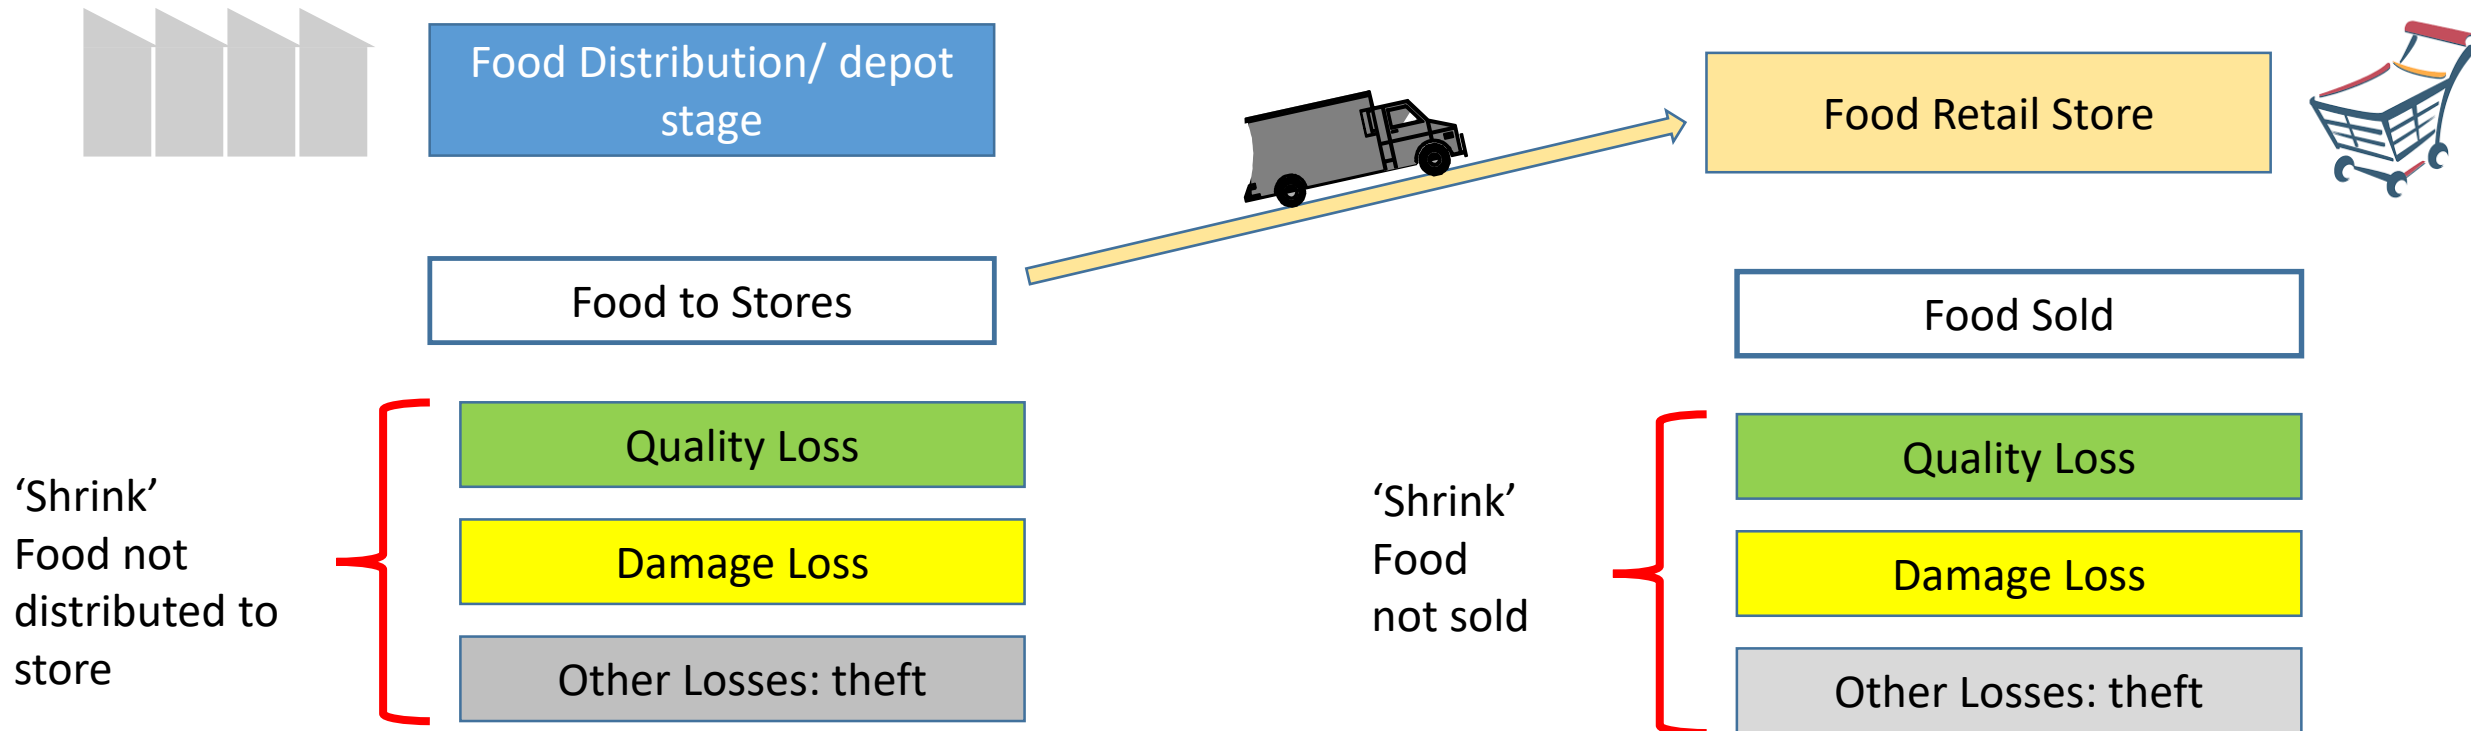 Food Distribution/ depot
stage
Food Retail Store
Food to Stores
Food Sold
‘Shrink’
Food not
distributed to
store
Quality Loss
Damage Loss
Other Losses: theft
‘Shrink’
Food
not sold
Quality Loss
Damage Loss
Other Losses: theft